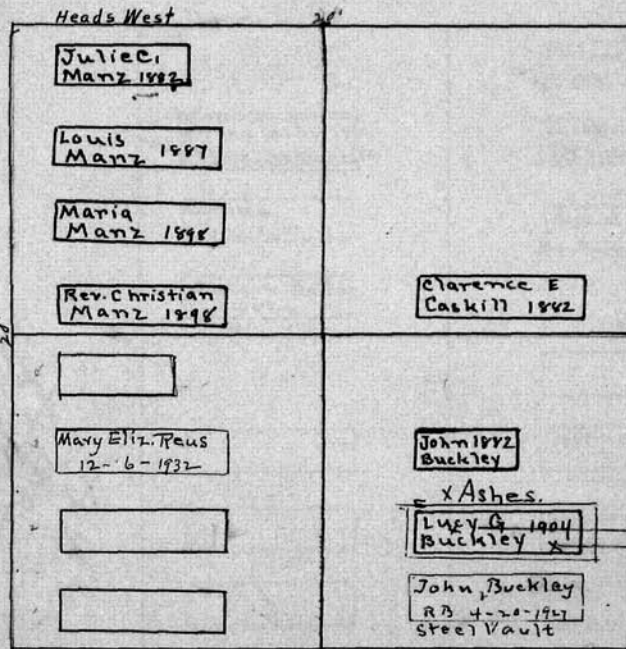 Heads West
20'
Julie C.
Manz 1882
Louis
Manz 1887
Maria
Manz 1898
Rev. Christian
Manz 1898
Clarence E
Caskill 1882
20'
Mary Eliz. Reus
12-6-1932
John 1882
Buckley
x Ashes.
Lucy G 1904
Buckley x
John, Buckley
RB 4-20-1927
Steel Vault